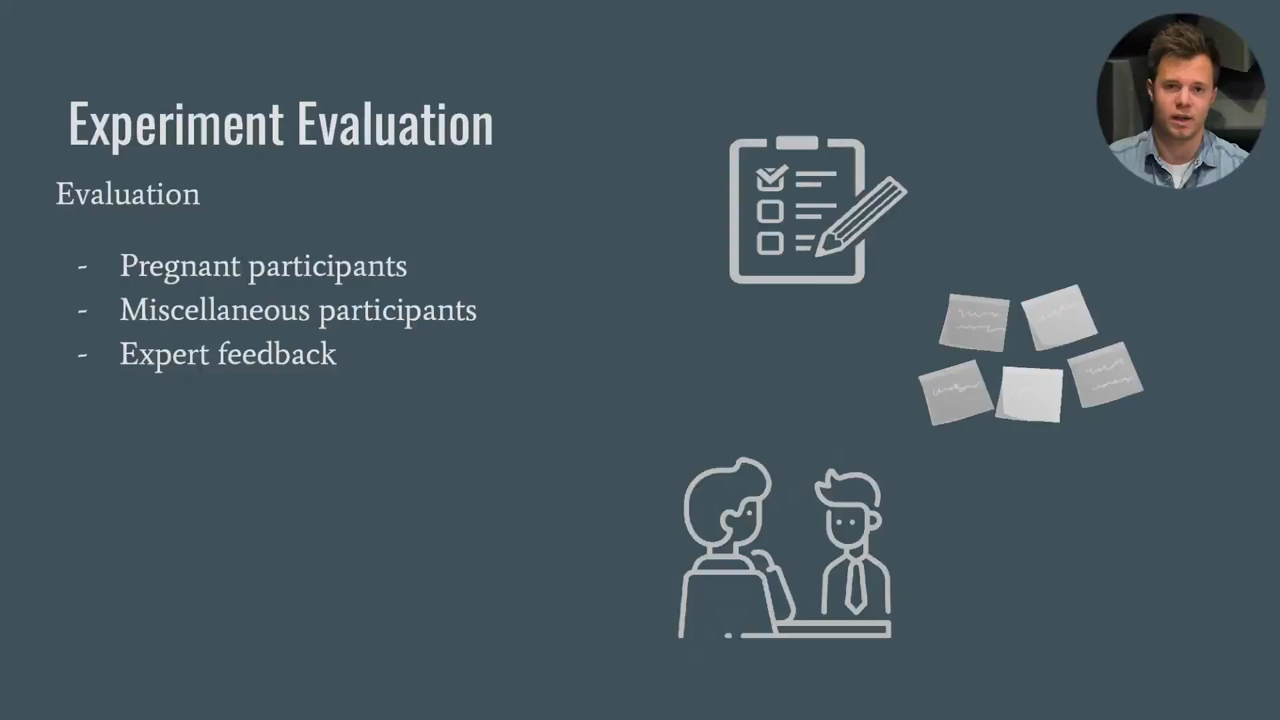 Experiment Evaluation
Evaluation
- Pregnant participants
- Miscellaneous participants
- Expert feedback